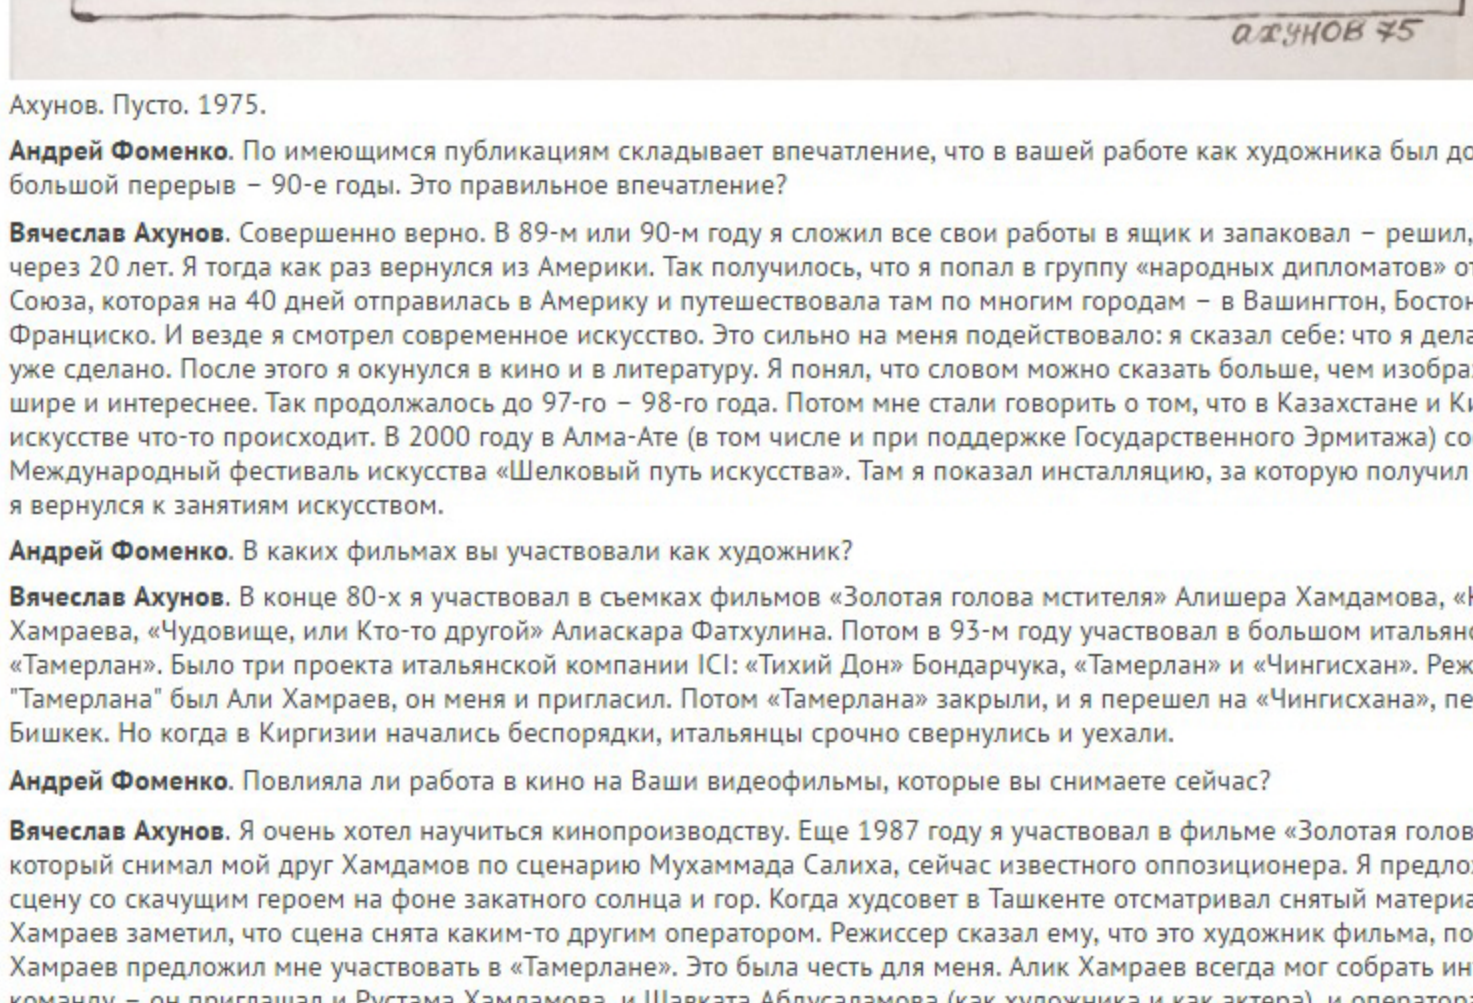 ахунов 75
Ахунов. Пусто. 1975.
Андрей Фоменко. По имеющимся публикациям складывает впечатление, что в вашей работе как художника был до
большой перерыв – 90-е годы. Это правильное впечатление?
Вячеслав Ахунов. Совершенно верно. В 89-м или 90-м году я сложил все свои работы в ящик и запаковал – решил,
через 20 лет. Я тогда как раз вернулся из Америки. Так получилось, что я попал в группу «народных дипломатов» от
Союза, которая на 40 дней отправилась в Америку и путешествовала там по многим городам – в Вашингтон, Бостон
Франциско. И везде я смотрел современное искусство. Это сильно на меня подействовало: я сказал себе: что я дела
уже сделано. После этого я окунулся в кино и в литературу. Я понял, что словом можно сказать больше, чем изобраз
шире и интереснее. Так продолжалось до 97-го – 98-го года. Потом мне стали говорить о том, что в Казахстане и Ки
искусстве что-то происходит. В 2000 году в Алма-Ате (в том числе и при поддержке Государственного Эрмитажа) со
Международный фестиваль искусства «Шелковый путь искусства». Там я показал инсталляцию, за которую получил
я вернулся к занятиям искусством.
Андрей Фоменко. В каких фильмах вы участвовали как художник?
Вячеслав Ахунов. В конце 80-х я участвовал в съемках фильмов «Золотая голова мстителя» Алишера Хамдамова, «
Хамраева, «Чудовище, или Кто-то другой» Алиаскара Фатхулина. Потом в 93-м году участвовал в большом итальянс
«Тамерлан». Было три проекта итальянской компании ICI: «Тихий Дон» Бондарчука, «Тамерлан» и «Чингисхан». Реж
"Тамерлана" был Али Хамраев, он меня и пригласил. Потом «Тамерлана» закрыли, и я перешел на «Чингисхана», пе
Бишкек. Но когда в Киргизии начались беспорядки, итальянцы срочно свернулись и уехали.
Андрей Фоменко. Повлияла ли работа в кино на Ваши видеофильмы, которые вы снимаете сейчас?
Вячеслав Ахунов. Я очень хотел научиться кинопроизводству. Еще 1987 году я участвовал в фильме «Золотая голов
который снимал мой друг Хамдамов по сценарию Мухаммада Салиха, сейчас известного оппозиционера. Я предлож
сцену со скачущим героем на фоне закатного солнца и гор. Когда худсовет в Ташкенте отсматривал снятый материа
Хамраев заметил, что сцена снята каким-то другим оператором. Режиссер сказал ему, что это художник фильма, по
Хамраев предложил мне участвовать в «Тамерлане». Это была честь для меня. Алик Хамраев всегда мог собрать ин
команду – он приглашал и Рустама Хамдамова, и Шавката Абдусаламова (как художника и как актера), и оператор